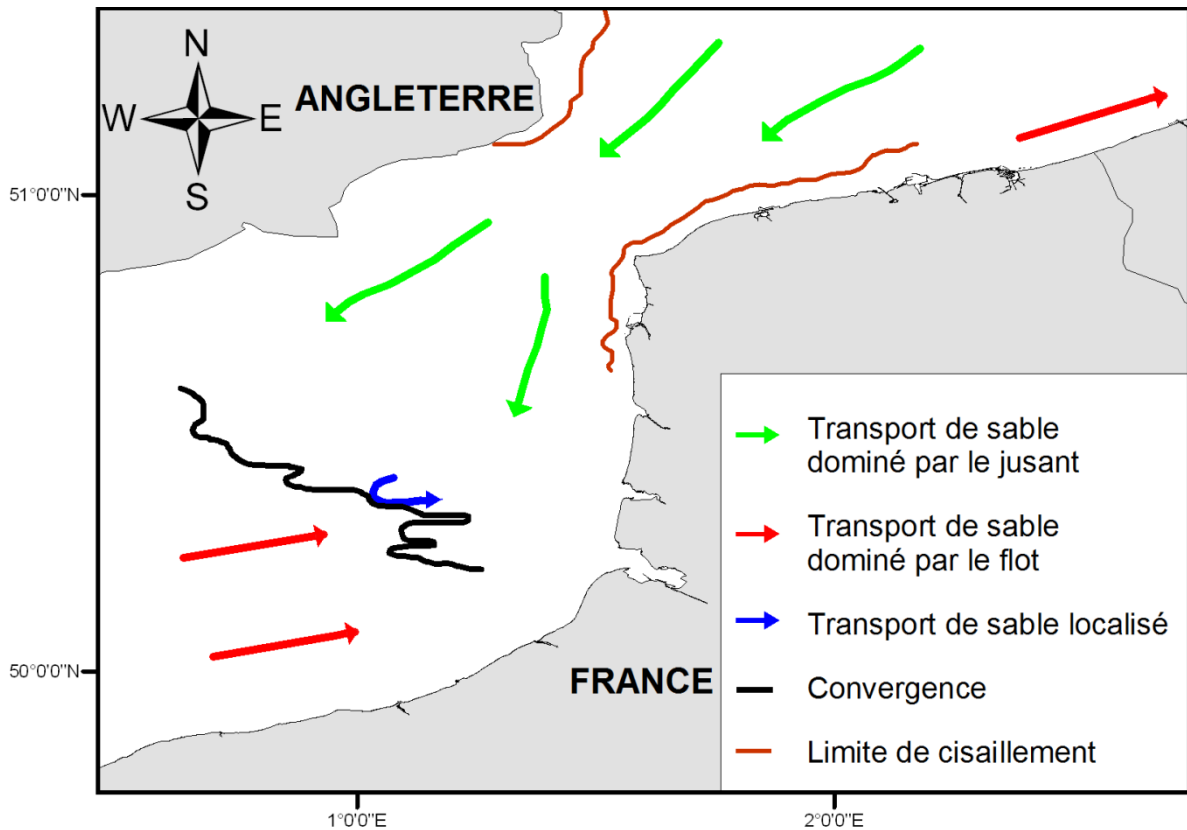 N
W E
S
ANGLETERRE
51°0'0"N
50°0'0"N
FRANCE
1°0'0"E
2°0'0"E
Transport de sable
dominé par le jusant
Transport de sable
dominé par le flot
Transport de sable localisé
Convergence
Limite de cisaillement